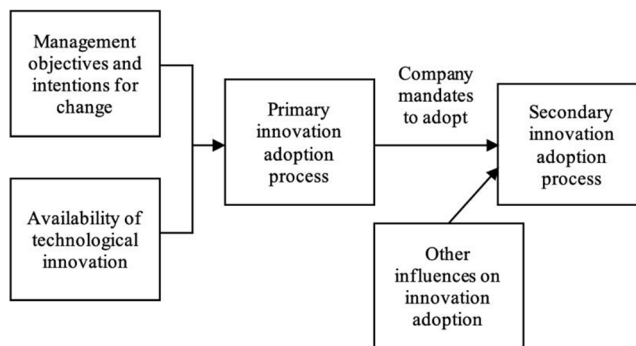 Management
objectives and
intentions for
change
Availability of
technological
innovation
Primary
innovation
adoption
process
Company
mandates
to adopt
Secondary
innovation
adoption
process
Other
influences on
innovation
adoption